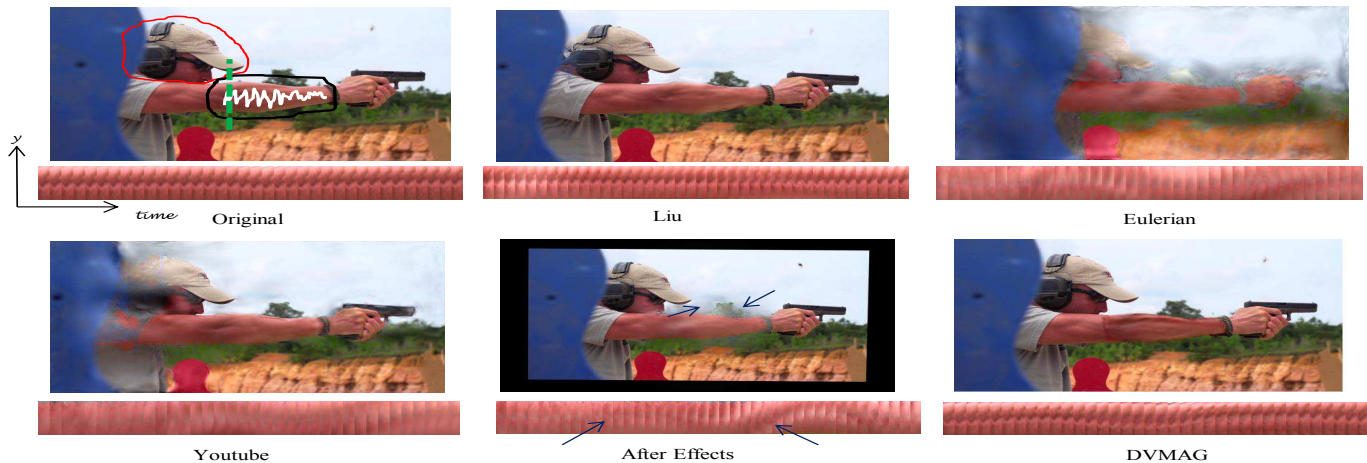 y
time
Original
Liu
Eulerian
Youtube
After Effects
DVMAG